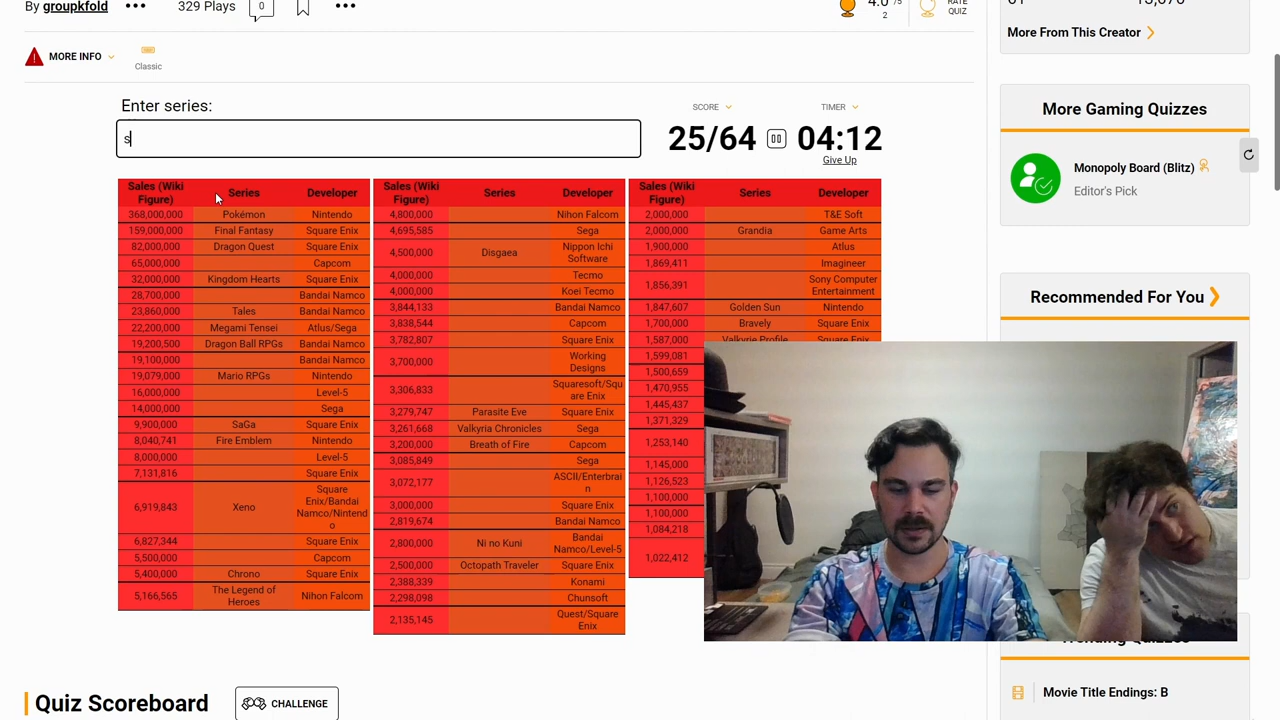 By groupkfold ••• 329 Plays 0 •••
4.0 /5
2
RATE
QUIZ
MORE INFO
Classic
Enter series:
s
SCORE
25/64
TIMER
04:12
Give Up
Sales (Wiki Figure) Series Developer
368,000,000 Pokémon Nintendo
159,000,000 Final Fantasy Square Enix
82,000,000 Dragon Quest Square Enix
65,000,000 Capcom
32,000,000 Kingdom Hearts Square Enix
28,700,000 Bandai Namco
23,860,000 Tales Bandai Namco
22,200,000 Megami Tensei Atlus/Sega
19,200,500 Dragon Ball RPGs Bandai Namco
19,100,000 Bandai Namco
19,079,000 Mario RPGs Nintendo
16,000,000 Level-5
14,000,000 Sega
9,900,000 SaGa Square Enix
8,040,741 Fire Emblem Nintendo
8,000,000 Level-5
7,131,816 Square Enix
6,919,843 Xeno Square Enix/Bandai Namco/Nintendo
6,827,344 Square Enix
5,500,000 Capcom
5,400,000 Chrono Square Enix
5,166,565 The Legend of Heroes Nihon Falcom
Sales (Wiki Figure) Series Developer
4,800,000 Nihon Falcom
4,695,585 Sega
4,500,000 Disgaea Nippon Ichi Software
4,000,000 Tecmo
4,000,000 Koei Tecmo
3,844,133 Bandai Namco
3,838,544 Capcom
3,782,807 Square Enix
3,700,000 Working Designs
3,306,833 Squaresoft/Square Enix
3,279,747 Parasite Eve Square Enix
3,261,668 Valkyria Chronicles Sega
3,200,000 Breath of Fire Capcom
3,085,849 Sega
3,072,177 ASCII/Enterbrain
3,000,000 Square Enix
2,819,674 Bandai Namco
2,800,000 Ni no Kuni Bandai Namco/Level-5
2,500,000 Octopath Traveler Square Enix
2,388,339 Konami
2,298,098 Chunsoft
2,135,145 Quest/Square Enix
Sales (Wiki Figure) Series Developer
2,000,000 T&E Soft
2,000,000 Grandia Game Arts
1,900,000 Atlus
1,869,411 Imagineer
1,856,391 Sony Computer Entertainment
1,847,607 Golden Sun Nintendo
1,700,000 Bravely Square Enix
1,587,000 Valkyrie Profile Square Enix
1,599,081
1,500,659
1,470,955
1,445,437
1,371,329
1,253,140
1,145,000
1,126,523
1,100,000
1,100,000
1,084,218
1,022,412
More From This Creator
More Gaming Quizzes
Monopoly Board (Blitz)
Editor's Pick
Recommended For You
Trending Quizzes
Movie Title Endings: B
Quiz Scoreboard
CHALLENGE